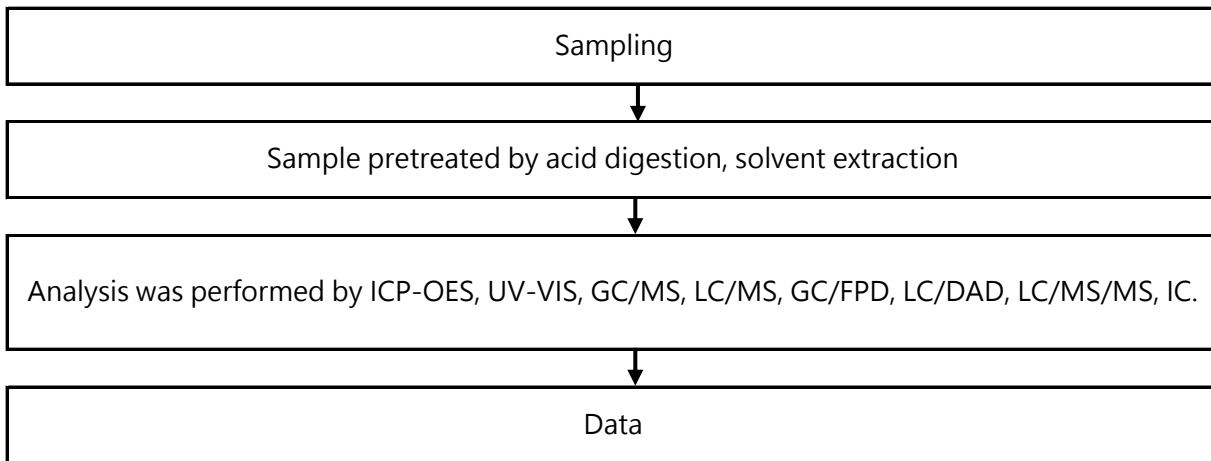 Sampling
Sample pretreated by acid digestion, solvent extraction
Analysis was performed by ICP-OES, UV-VIS, GC/MS, LC/MS, GC/FPD, LC/DAD, LC/MS/MS, IC.
Data